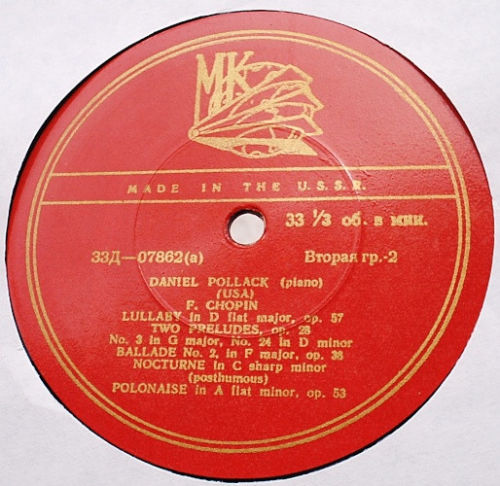 MK
MADE IN THE U.S.S.R.
33 1/3 об. в мин.
33Д—07862(а)
Вторая гр.-2
DANIEL POLLACK (piano)
(USA)
F. CHOPIN
LULLABY in D flat major, op. 57
TWO PRELUDES, op. 28
No. 3 in G major, No. 24 in D minor
BALLADE No. 2, in F major, op. 38
NOCTURNE in C sharp minor
(posthumous)
POLONAISE in A flat minor, op. 53